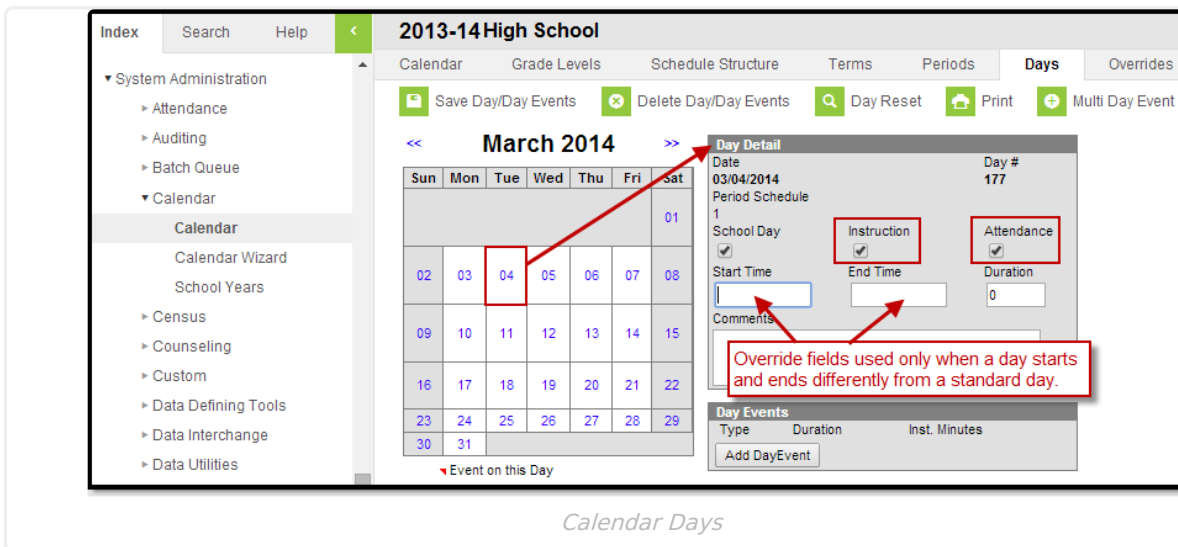 Index Search Help <
2013-14 High School
Calendar Grade Levels Schedule Structure Terms Periods Days Overrides
Save Day/Day Events Delete Day/Day Events Day Reset Print Multi Day Event
System Administration
Attendance
Auditing
Batch Queue
Calendar
Calendar
Calendar Wizard
School Years
Census
Counseling
Custom
Data Defining Tools
Data Interchange
Data Utilities
<< March 2014 >>
Sun Mon Tue Wed Thu Fri Sat
01
02 03 04 05 06 07 08
09 10 11 12 13 14 15
16 17 18 19 20 21 22
23 24 25 26 27 28 29
30 31
Event on this Day
Day Detail
Date Day #
03/04/2014 177
Period Schedule
1
School Day Instruction Attendance
Start Time End Time Duration
0
Comments
Override fields used only when a day starts
and ends differently from a standard day.
Day Events
Type Duration Inst. Minutes
Add DayEvent
Calendar Days